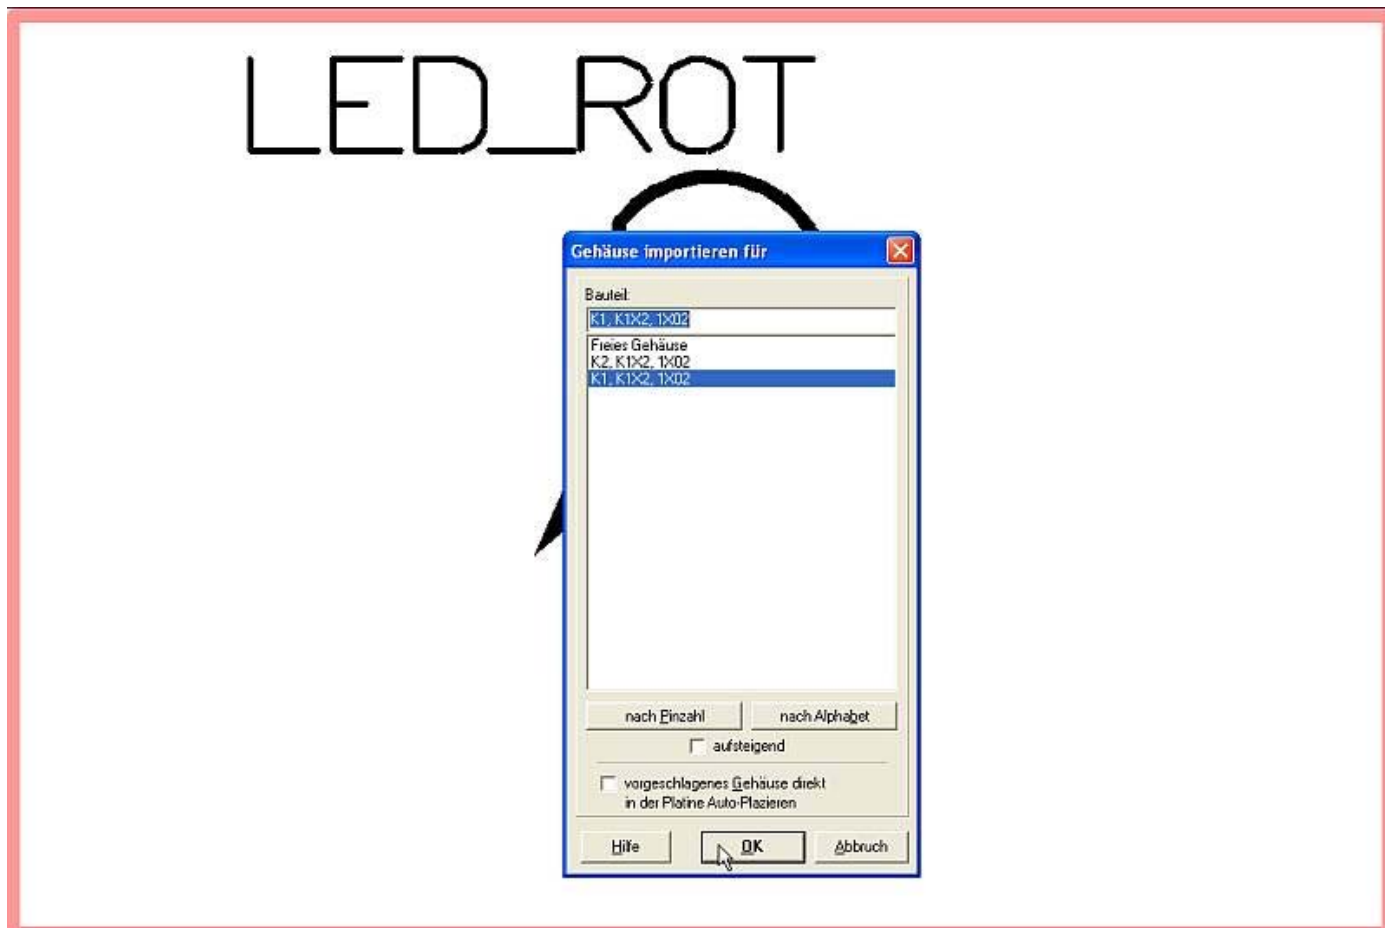 LED_ROT
Gehäuse importieren für
Bauteil:
K1, K1X2, 1X02
Freies Gehäuse
K2, K1X2, 1X02
K1, K1X2, 1X02
nach Pinzahl
nach Alphabet
aufsteigend
vorgeschlagenes Gehäuse direkt
in der Platine Auto-Plazieren
Hilfe
OK
Abbruch